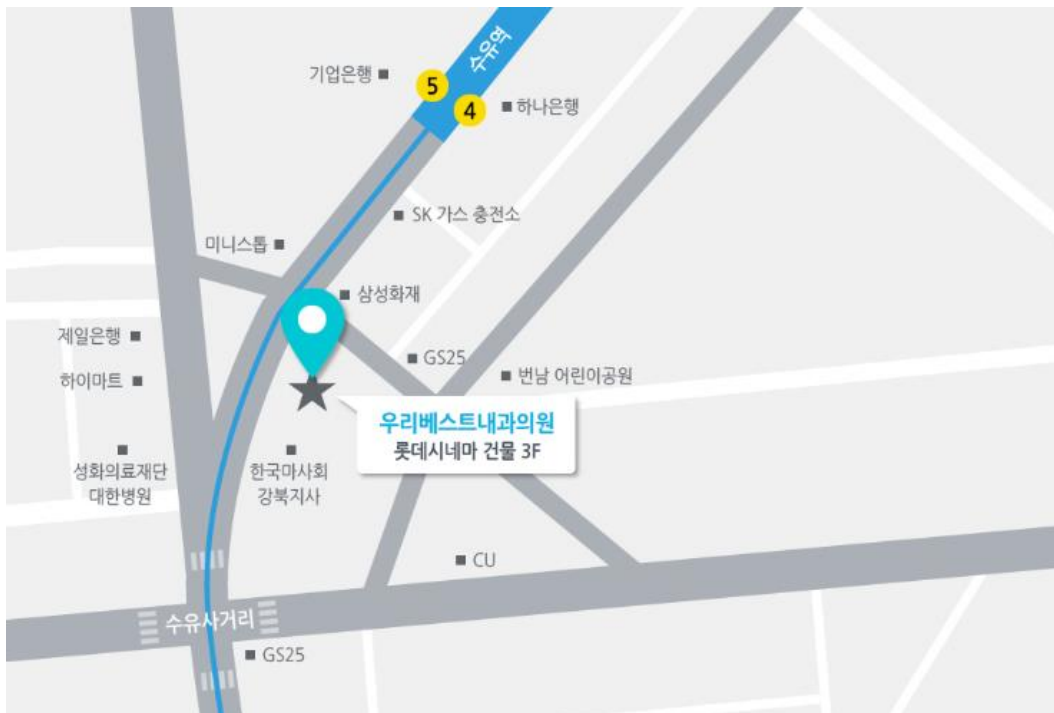 수유역
기업은행
5
4
하나은행
SK 가스 충전소
미니스톱
삼성화재
제일은행
GS25
하이마트
번남 어린이공원
우리베스트내과의원
롯데시네마 건물 3F
성화의료재단
대한병원
한국마사회
강북지사
CU
수유사거리
GS25